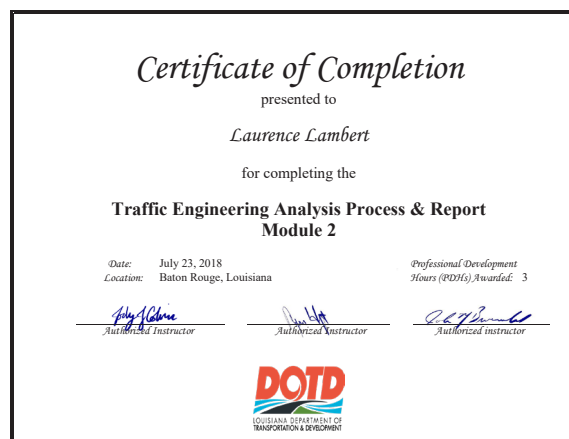 Certificate of Completion
presented to
Laurence Lambert
for completing the
Traffic Engineering Analysis Process & Report
Module 2
Date: July 23, 2018
Location: Baton Rouge, Louisiana
Professional Development
Hours (PDHs) Awarded: 3
Authorized Instructor
Authorized Instructor
Authorized instructor
DOTD
LOUISIANA DEPARTMENT OF
TRANSPORTATION & DEVELOPMENT